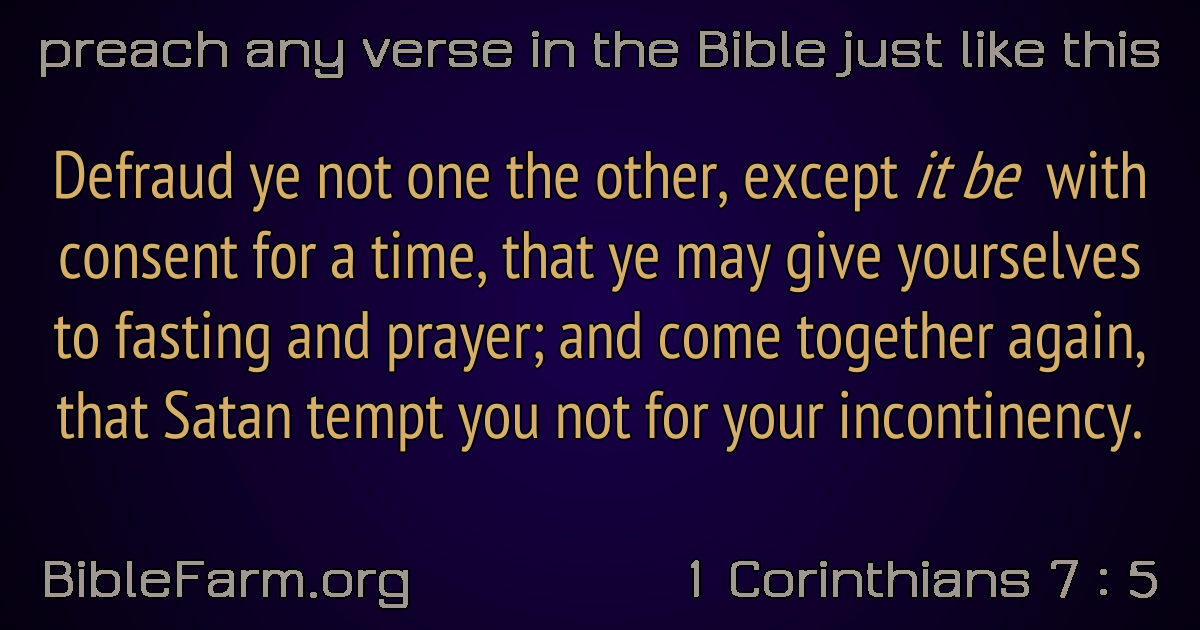 preach any verse in the Bible just like this
Defraud ye not one the other, except it be with
consent for a time, that ye may give yourselves
to fasting and prayer; and come together again,
that Satan tempt you not for your incontinency.
BibleFarm.org
1 Corinthians 7 : 5